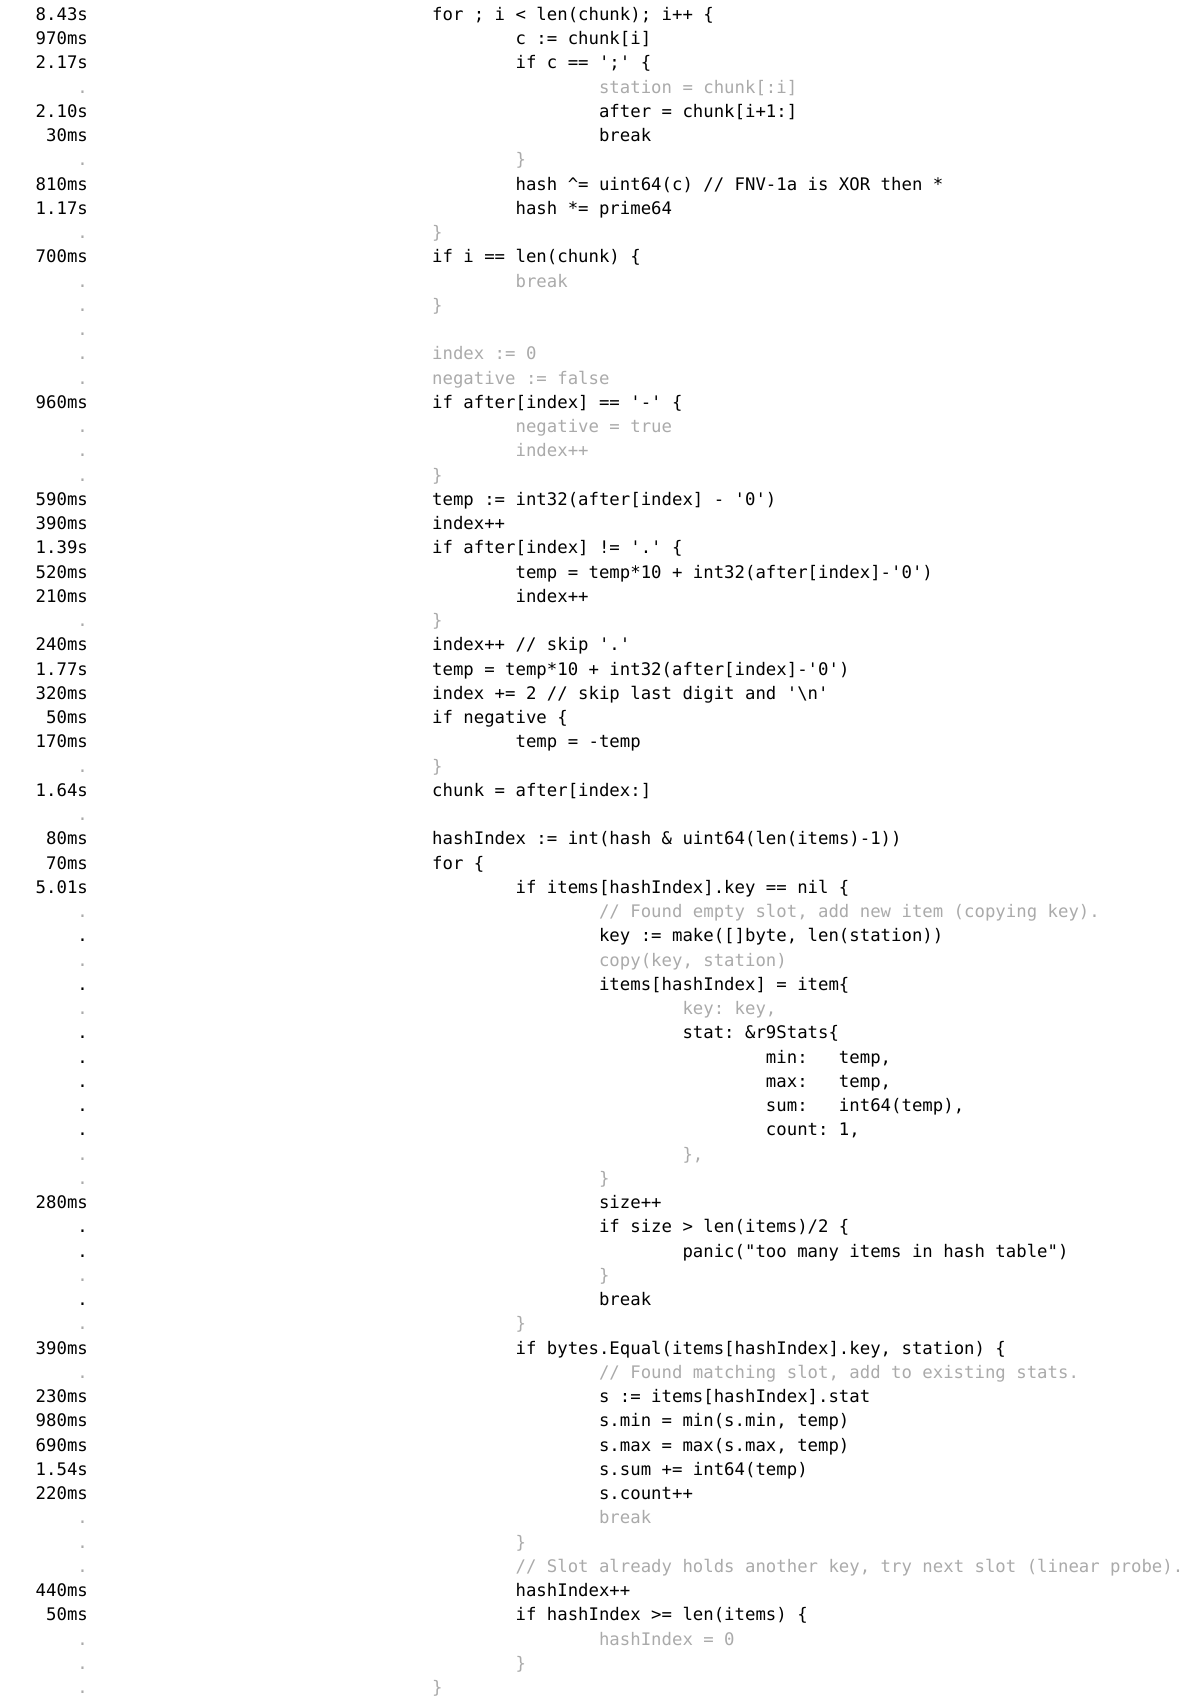 8.43s for ; i < len(chunk); i++ {
970ms c := chunk[i]
2.17s if c == ';' {
. station = chunk[:i]
2.10s after = chunk[i+1:]
30ms break
. }
810ms hash ^= uint64(c) // FNV-1a is XOR then *
1.17s hash *= prime64
. }
700ms if i == len(chunk) {
. break
. }
.
. index := 0
. negative := false
960ms if after[index] == '-' {
. negative = true
. index++
. }
590ms temp := int32(after[index] - '0')
390ms index++
1.39s if after[index] != '.' {
520ms temp = temp*10 + int32(after[index]-'0')
210ms index++
. }
240ms index++ // skip '.'
1.77s temp = temp*10 + int32(after[index]-'0')
320ms index += 2 // skip last digit and '\n'
50ms if negative {
170ms temp = -temp
. }
1.64s chunk = after[index:]
.
80ms hashIndex := int(hash & uint64(len(items)-1))
70ms for {
5.01s if items[hashIndex].key == nil {
. // Found empty slot, add new item (copying key).
. key := make([]byte, len(station))
. copy(key, station)
. items[hashIndex] = item{
. key: key,
. stat: &r9Stats{
. min: temp,
. max: temp,
. sum: int64(temp),
. count: 1,
. },
. }
280ms size++
. if size > len(items)/2 {
. panic("too many items in hash table")
. }
. break
. }
390ms if bytes.Equal(items[hashIndex].key, station) {
. // Found matching slot, add to existing stats.
230ms s := items[hashIndex].stat
980ms s.min = min(s.min, temp)
690ms s.max = max(s.max, temp)
1.54s s.sum += int64(temp)
220ms s.count++
. break
. }
. // Slot already holds another key, try next slot (linear probe).
440ms hashIndex++
50ms if hashIndex >= len(items) {
. hashIndex = 0
. }
. }